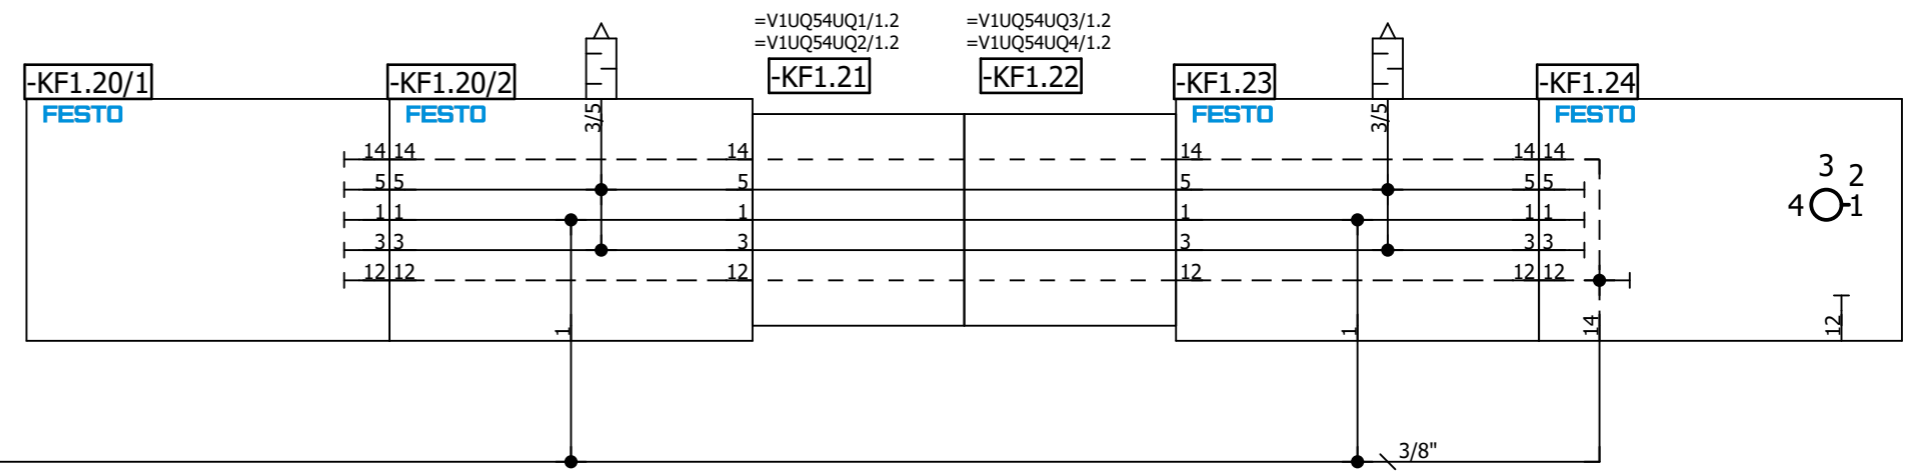 =V1UQ54UQ1/1.2 =V1UQ54UQ3/1.2
=V1UQ54UQ2/1.2 =V1UQ54UQ4/1.2
-KF1.20/1 -KF1.20/2 -KF1.21 -KF1.22 -KF1.23 -KF1.24
FESTO FESTO FESTO FESTO
3/5 3/5
14 14 14 14 14 14
5 5 5 5 5 5
1 1 1 1 1 1
3 3 3 3 3 3
12 12 12 12 12 12
3 2
4 1
1 1 14 12
3/8"